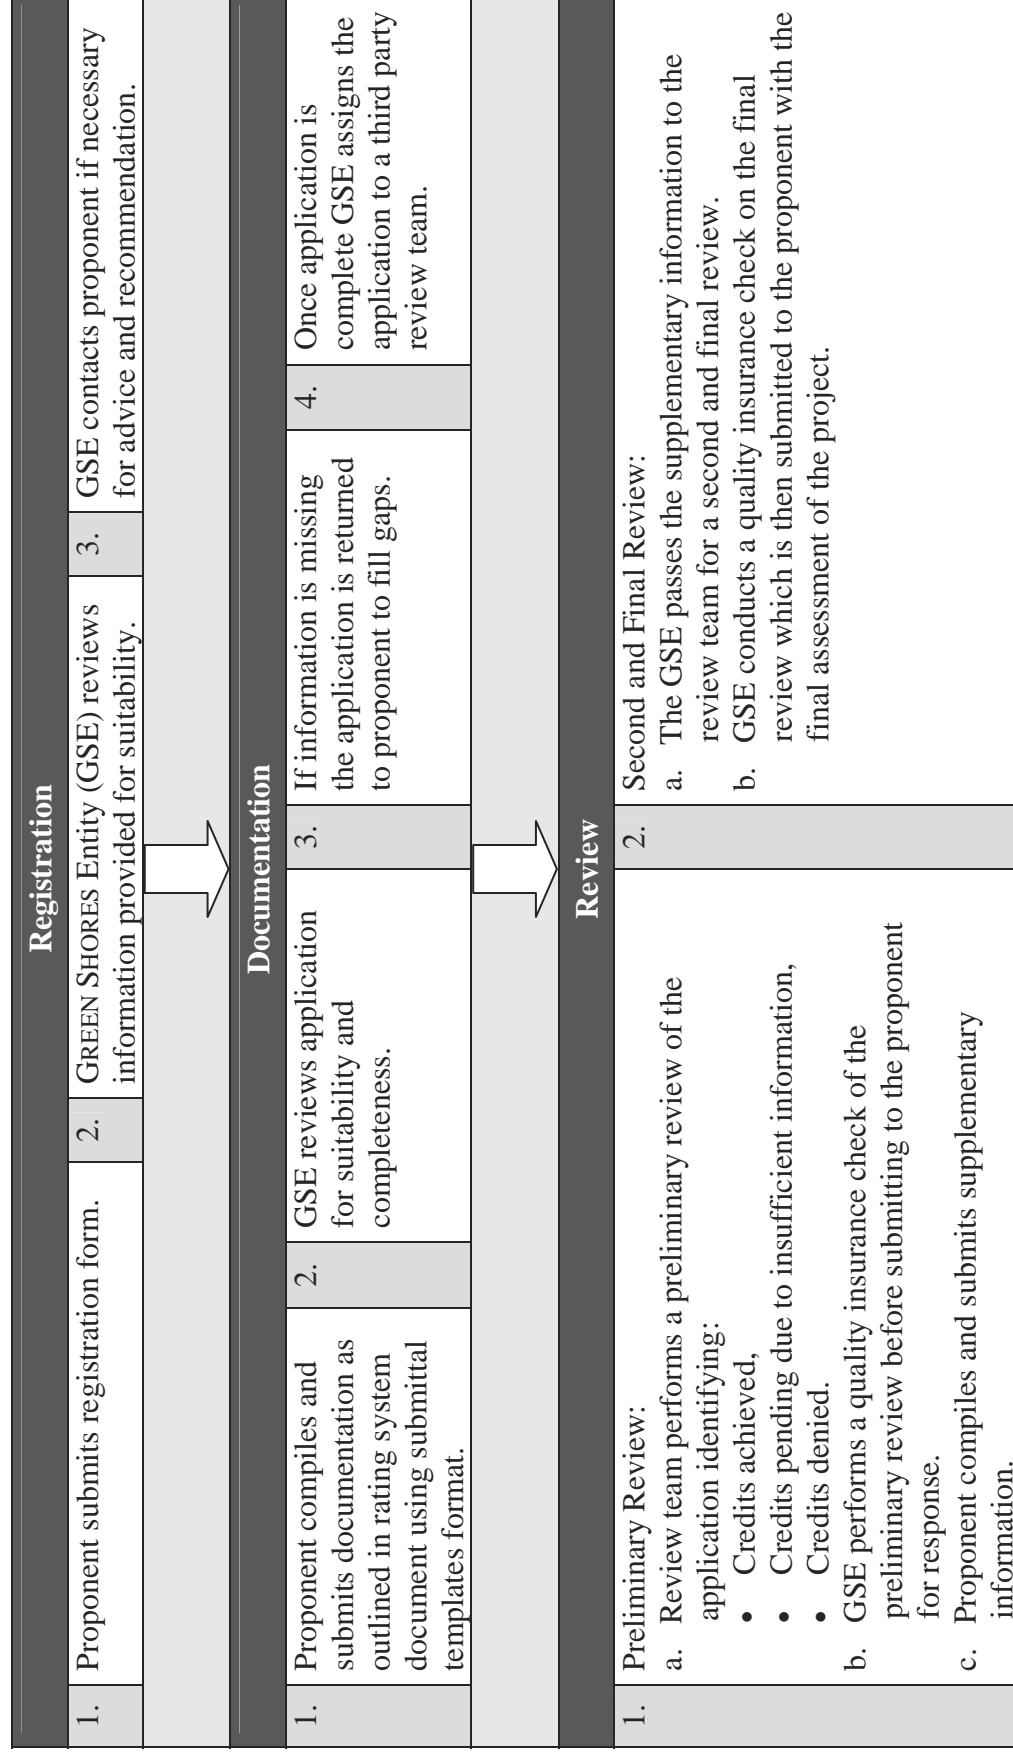 Registration
1.
Proponent submits registration form.
2.
GREEN SHORES Entity (GSE) reviews
information provided for suitability.
3.
GSE contacts proponent if necessary
for advice and recommendation.
Documentation
1.
Proponent compiles and
submits documentation as
outlined in rating system
document using submittal
templates format.
2.
GSE reviews application
for suitability and
completeness.
3.
If information is missing
the application is returned
to proponent to fill gaps.
4.
Once application is
complete GSE assigns the
application to a third party
review team.
Review
1.
Preliminary Review:
a. Review team performs a preliminary review of the
application identifying:
• Credits achieved,
• Credits pending due to insufficient information,
• Credits denied.
b. GSE performs a quality insurance check of the
preliminary review before submitting to the proponent
for response.
c. Proponent compiles and submits supplementary
information.
2.
Second and Final Review:
a. The GSE passes the supplementary information to the
review team for a second and final review.
b. GSE conducts a quality insurance check on the final
review which is then submitted to the proponent with the
final assessment of the project.